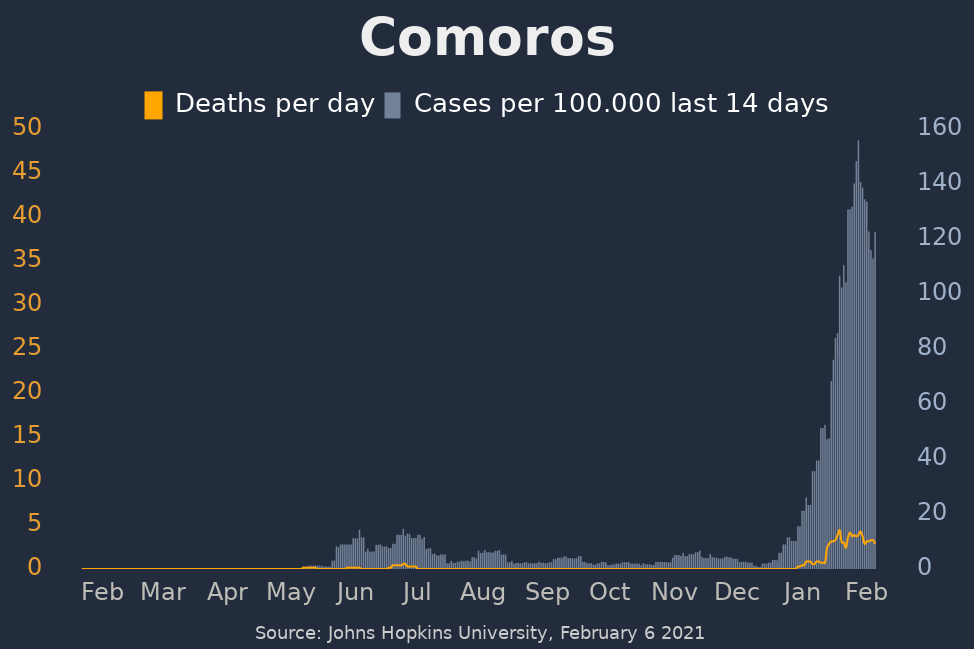 Comoros
Deaths per day Cases per 100.000 last 14 days
50 160
45 140
40 120
35 100
30 80
25 60
20 40
15 20
10 0
5
0
Feb Mar Apr May Jun Jul Aug Sep Oct Nov Dec Jan Feb
Source: Johns Hopkins University, February 6 2021